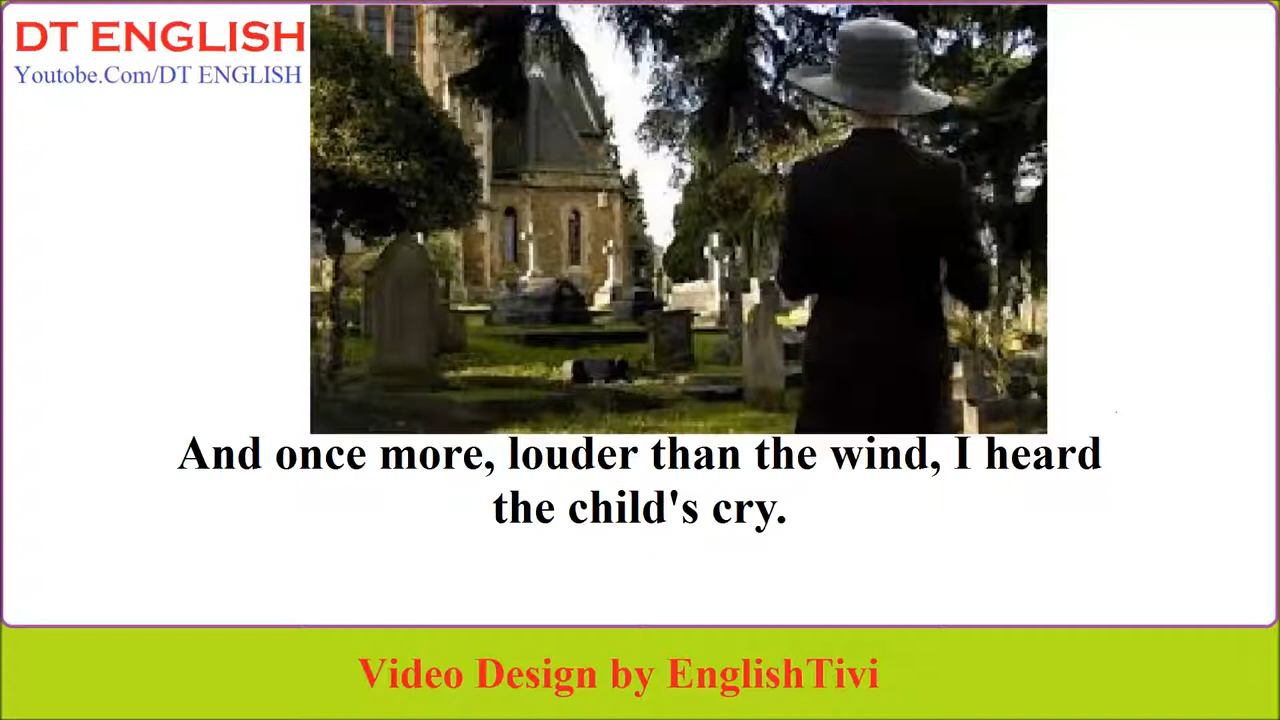 DT ENGLISH
Youtobe.Com/DT ENGLISH
And once more, louder than the wind, I heard
the child's cry.
Video Design by EnglishTivi